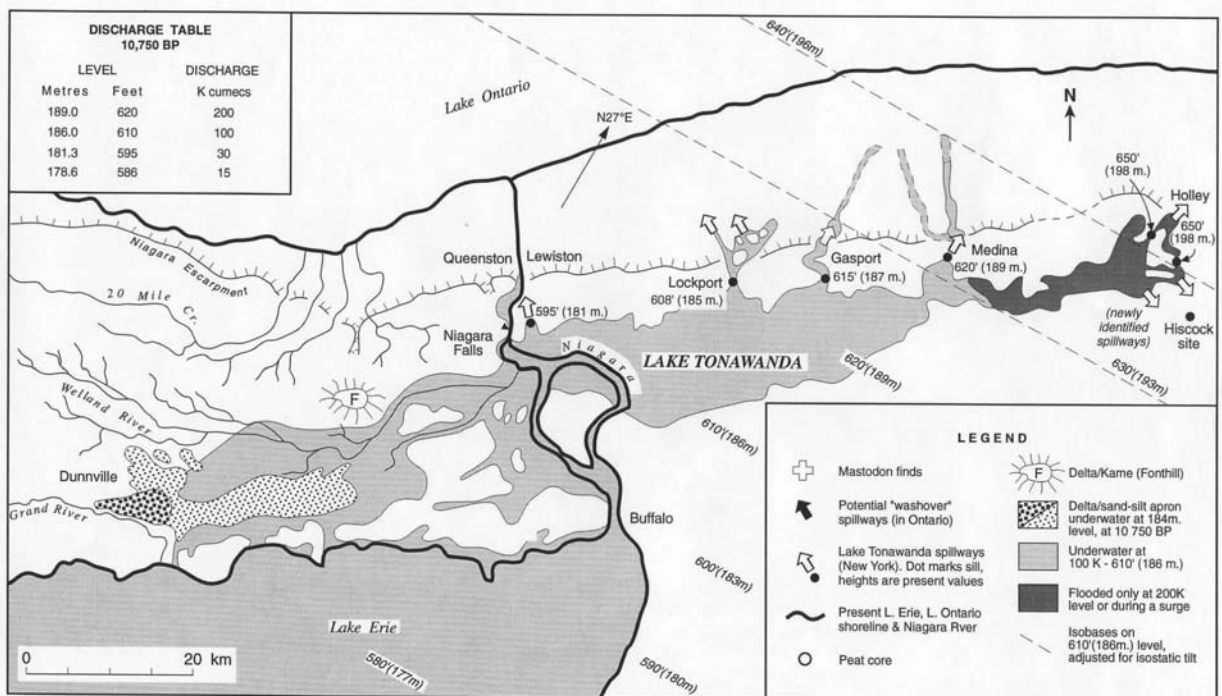 DISCHARGE TABLE
10,750 BP
LEVEL DISCHARGE
Metres Feet K cumecs
189.0 620 200
186.0 610 100
181.3 595 30
178.6 586 15
Lake Ontario
N27°E
640'(196m)
N
650'
(198 m.)
Holley
650'
(198 m.)
Niagara Escarpment
20 Mile Cr.
Queenston
Lewiston
Lockport
608' (185 m.)
Gasport
615' (187 m.)
Medina
620' (189 m.)
595' (181 m.)
Niagara
Falls
Niagara
LAKE TONAWANDA
(newly
identified
spillways)
Hiscock
site
F
Welland River
Dunnville
Grand River
620'(189m)
630'(193m)
610'(186m)
Buffalo
600'(183m)
Lake Erie
580'(177m)
590'(180m)
0 20 km
LEGEND
Mastodon finds
Potential "washover"
spillways (in Ontario)
Lake Tonawanda spillways
(New York). Dot marks sill,
heights are present values
Present L. Erie, L. Ontario
shoreline & Niagara River
Peat core
F
Delta/Kame (Fonthill)
Delta/sand-silt apron
underwater at 184m.
level, at 10 750 BP
Underwater at
100 K - 610' (186 m.)
Flooded only at 200K
level or during a surge
Isobases on
610'(186m.) level,
adjusted for isostatic tilt